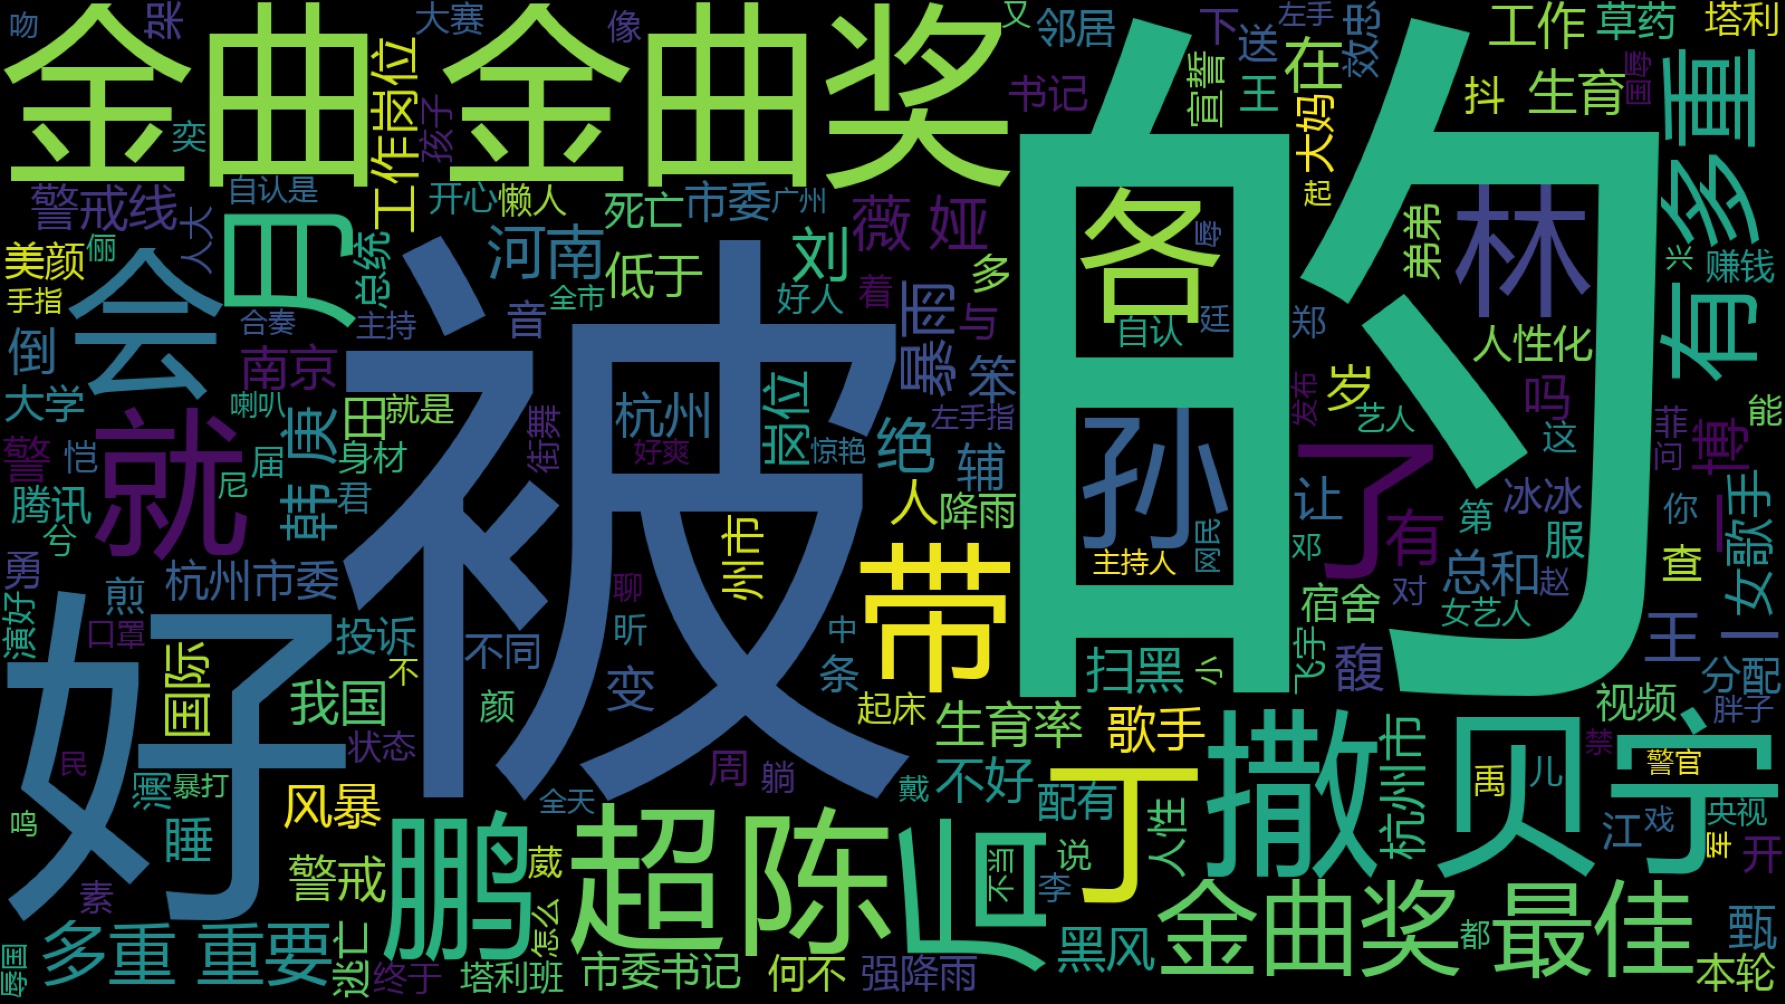 吻
架
金曲 金曲奖
大赛
像
又
邻居
下
送
左手
效忠
工作
草药
塔利
的
在
宣誓
王
书记
工作岗位
孩子
奕
大妈
抖
生育
国辱
多重
有
警戒线
自认是
开心
懒人
死亡
市委
广州
薇 娅
各
辱
起
弟弟
林
兴
赚钱
美颜
俪
人大
月
总统
河南
低于
刘
多
手指
会
合奏
主持
音
全市
好人
着
暴雨
与
自认
廷
郑
人性化
倒
南京
被
笨
岁
发布
艺人
吗
大学
喇叭
田
就是
杭州
岗位
左手指
孙
这
菲
能
警
恺
就
届
庚
身材
街舞
好爽
惊艳
绝
辅
了
问
博
腾讯
尼
韩
君
人
降雨
让
有
第
冰冰
你
一
女歌手
兮
州市
带
主持人
网民
邓
服
查
勇
杭州市委
煎
聊
总和
赵
对
演好
好
口罩
投诉
昕
中
宿舍
女艺人
王
一
国际
不
不同
变
条
扫黑
小
飞宇
馥
分配
我国
颜
起床
生育率
歌手
视频
胖子
民
状态
周
躺
丁
撒 贝 宁
杭州市
禁
警官
澜
暴打
风暴
全天
戴
不好
配有
禹
儿
鸣
睡
鹏
超
陈
人性
江
戏
央视
军
开
素
警戒
葳
不当
说
李
多重 重要
逃亡
怎么
黑风
金曲奖
都
最佳
甄
辱国
终于
塔利班
市委书记
何不
强降雨
本轮